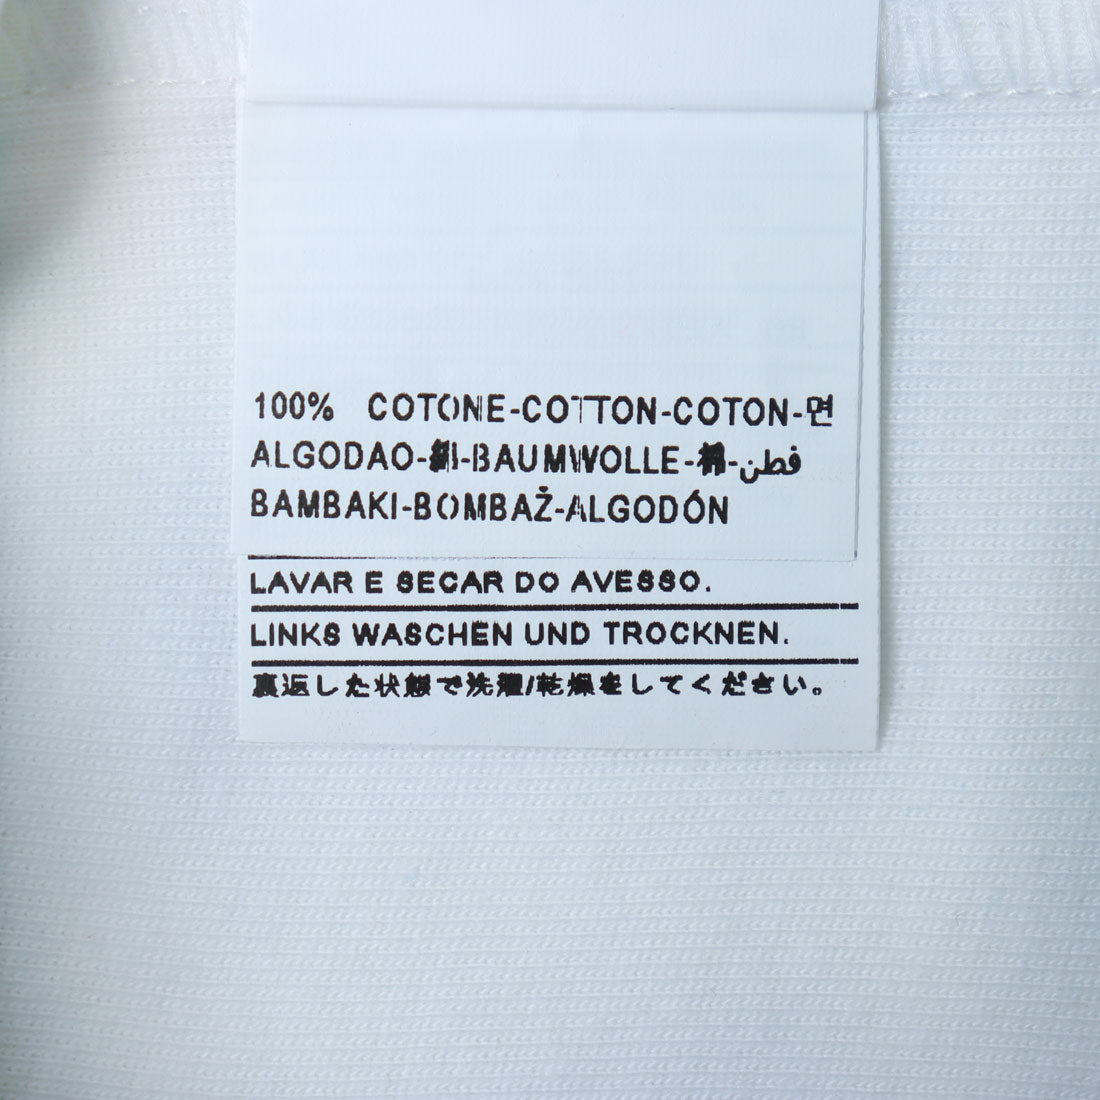 100% COTONE-COTTON-COTON-면
ALGODAO-綿-BAUMWOLLE-棉-قطن
BAMBAKI-BOMBAŽ-ALGODÓN
LAVAR E SECAR DO AVESSO.
LINKS WASCHEN UND TROCKNEN.
裏返した状態で洗濯/乾燥をしてください。